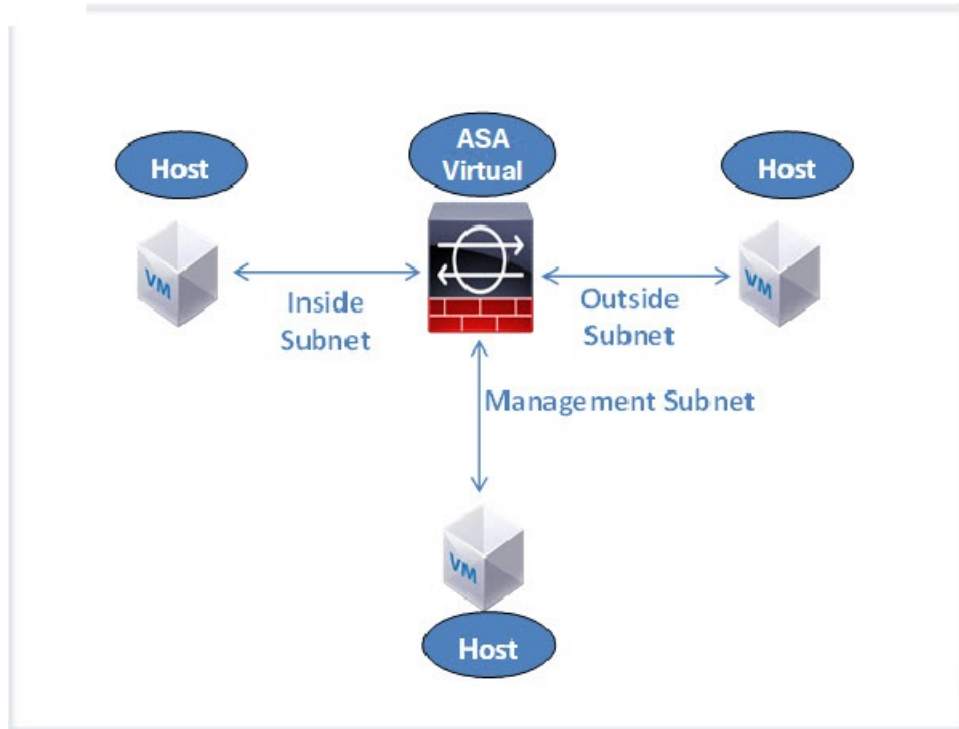 Host
ASA
Virtual
Host
VM
VM
Inside
Subnet
Outside
Subnet
Management Subnet
VM
Host